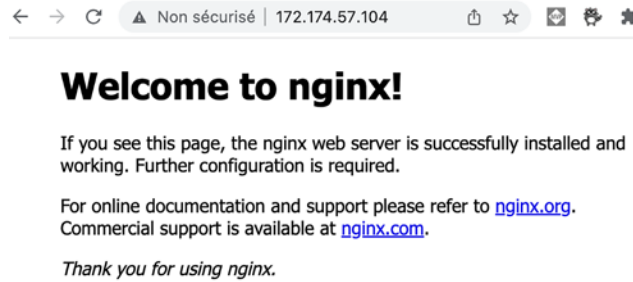 Non sécurisé | 172.174.57.104
Welcome to nginx!
If you see this page, the nginx web server is successfully installed and
working. Further configuration is required.
For online documentation and support please refer to nginx.org.
Commercial support is available at nginx.com.
Thank you for using nginx.